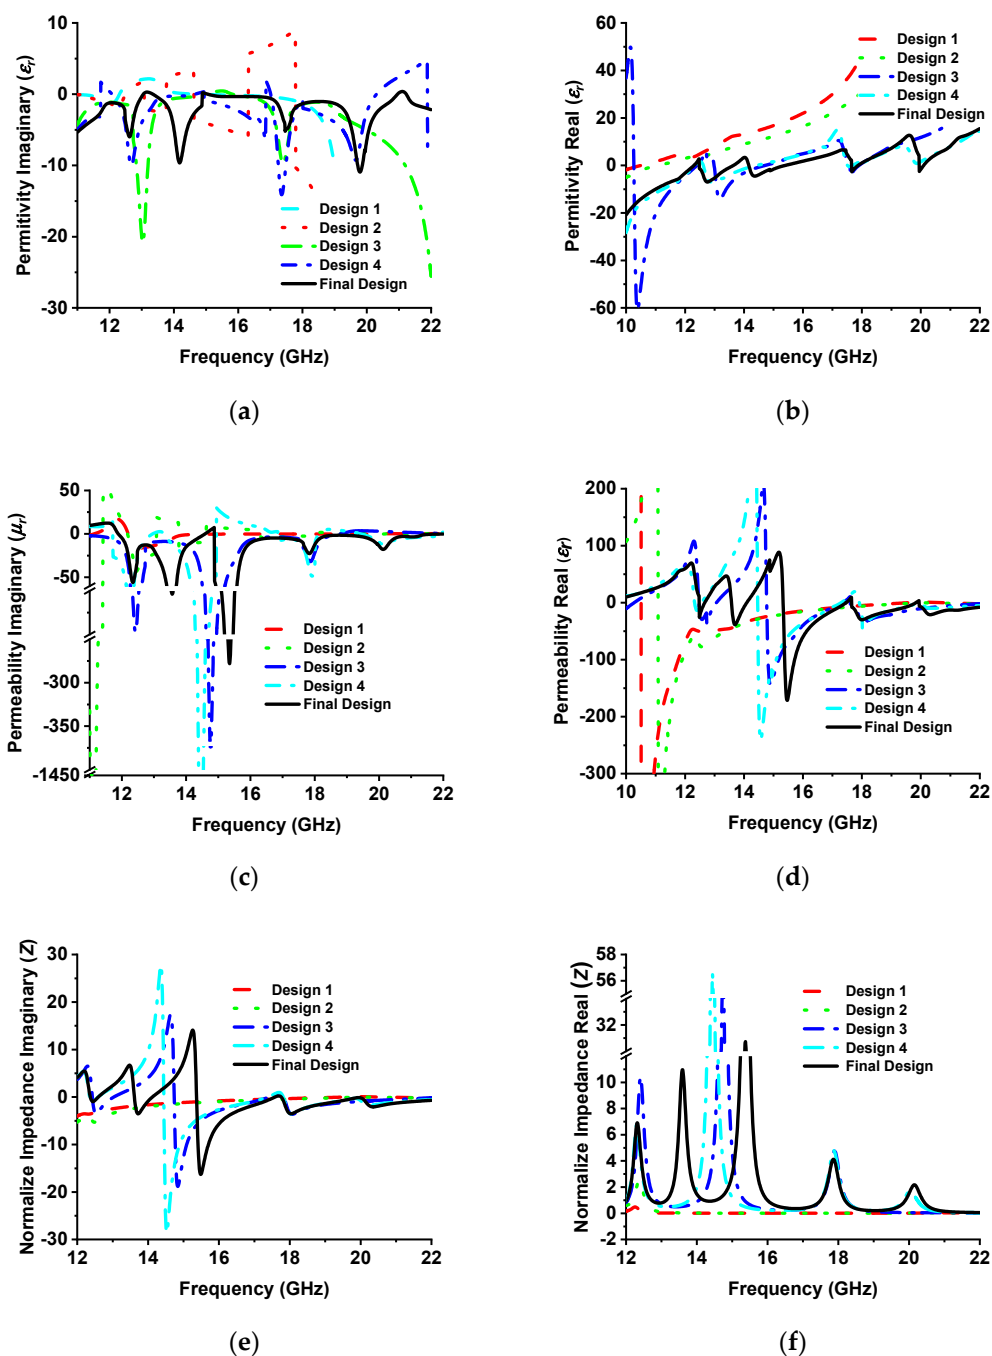 10
0
-10
-20
-30
12
14
16
18
20
22
Permitivity Imaginary (εr)
Frequency (GHz)
Design 1
Design 2
Design 3
Design 4
Final Design
(a)
60
40
20
0
-20
-40
-60
10
12
14
16
18
20
22
Permitivity Real (εr)
Frequency (GHz)
Design 1
Design 2
Design 3
Design 4
Final Design
(b)
50
0
-50
-300
-350
-1450
12
14
16
18
20
22
Permeability Imaginary (μr)
Frequency (GHz)
Design 1
Design 2
Design 3
Design 4
Final Design
(c)
200
100
0
-100
-200
-300
10
12
14
16
18
20
22
Permeability Real (εr)
Frequency (GHz)
Design 1
Design 2
Design 3
Design 4
Final Design
(d)
30
20
10
0
-10
-20
-30
12
14
16
18
20
22
Normalize Impedance Imaginary (Z)
Frequency (GHz)
Design 1
Design 2
Design 3
Design 4
Final Design
(e)
58
56
32
10
8
6
4
2
0
-2
12
14
16
18
20
22
Normalize Impedance Real (Z)
Frequency (GHz)
Design 1
Design 2
Design 3
Design 4
Final Design
(f)